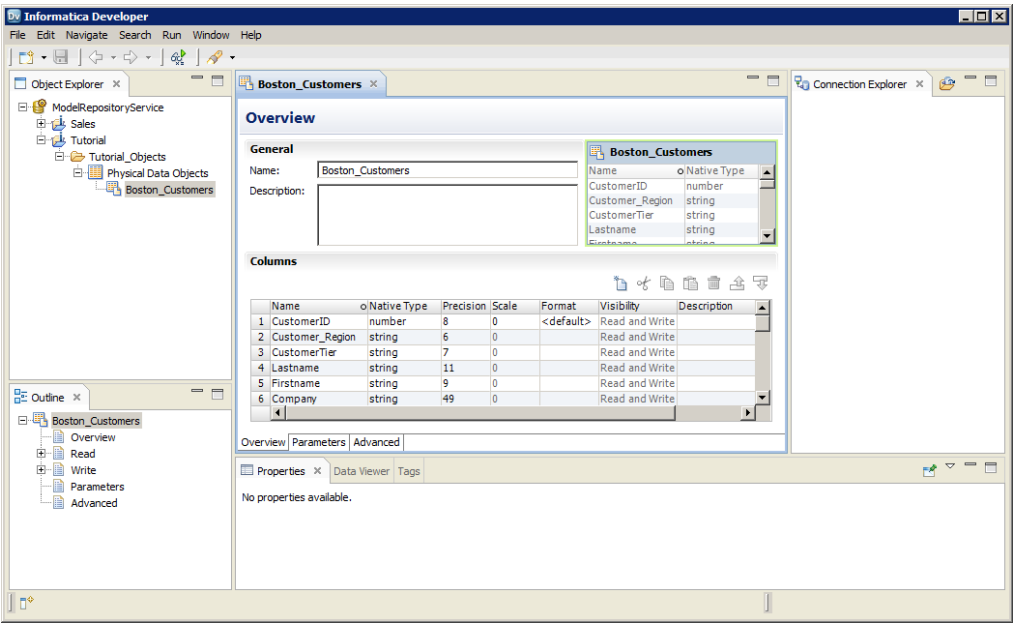 Informatica Developer
File Edit Navigate Search Run Window Help
Object Explorer
ModelRepositoryService
Sales
Tutorial
Tutorial_Objects
Physical Data Objects
Boston_Customers
Outline
Boston_Customers
Overview
Read
Write
Parameters
Advanced
Boston_Customers
Overview
General
Name: Boston_Customers
Description:
Boston_Customers
Name Native Type
CustomerID number
Customer_Region string
CustomerTier string
Lastname string
Firstname string
Columns
Name Native Type Precision Scale Format Visibility Description
1 CustomerID number 8 0 <default> Read and Write
2 Customer_Region string 6 0 Read and Write
3 CustomerTier string 7 0 Read and Write
4 Lastname string 11 0 Read and Write
5 Firstname string 9 0 Read and Write
6 Company string 49 0 Read and Write
Overview Parameters Advanced
Properties Data Viewer Tags
No properties available.
Connection Explorer